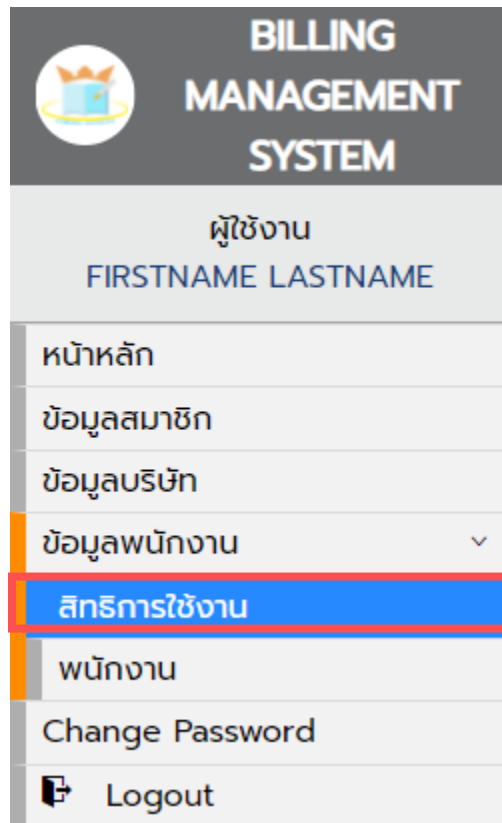 BILLING
MANAGEMENT
SYSTEM
ผู้ใช้งาน
FIRSTNAME LASTNAME
หน้าหลัก
ข้อมูลสมาชิก
ข้อมูลบริษัท
ข้อมูลพนักงาน
สิทธิการใช้งาน
พนักงาน
Change Password
Logout